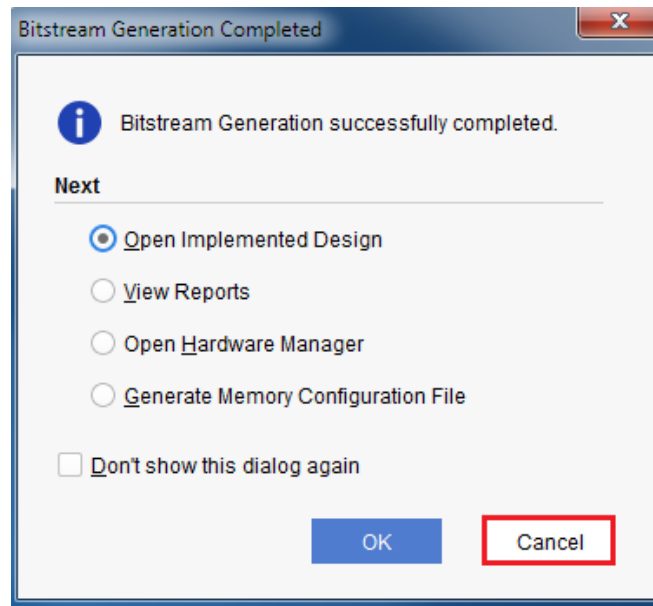 Bitstream Generation Completed
Bitstream Generation successfully completed.
Next
Open Implemented Design
View Reports
Open Hardware Manager
Generate Memory Configuration File
Don't show this dialog again
OK
Cancel